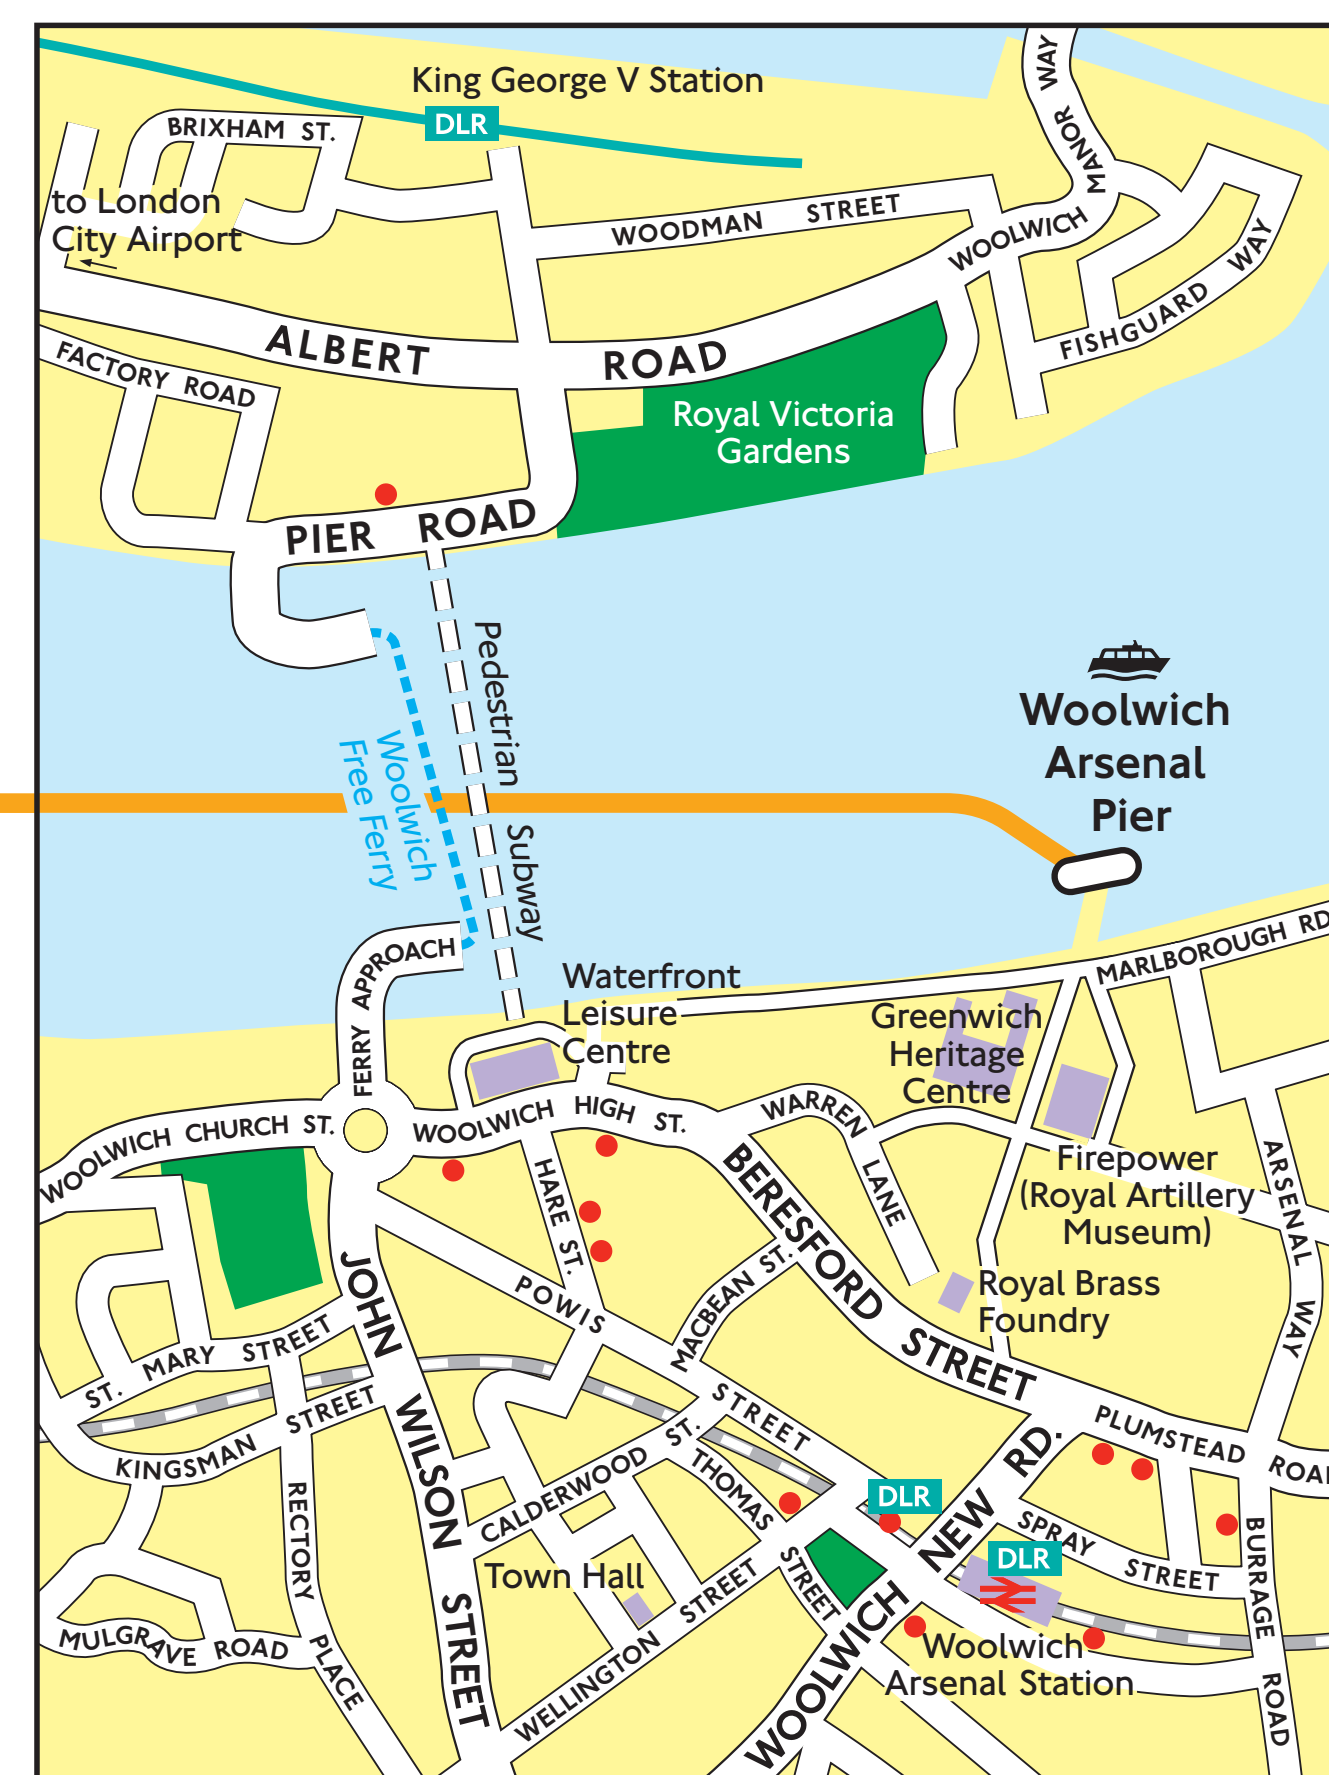 King George V Station
DLR
BRIXHAM ST.
MANOR WAY
to London
City Airport
WOODMAN STREET
WOOLWICH
FISHGUARD WAY
ALBERT ROAD
FACTORY ROAD
Royal Victoria
Gardens
PIER ROAD
Pedestrian Subway
Woolwich
Free Ferry
Woolwich
Arsenal
Pier
FERRY APPROACH
MARLBOROUGH RD
Waterfront
Leisure
Centre
Greenwich
Heritage
Centre
WOOLWICH CHURCH ST.
WOOLWICH HIGH ST.
WARREN LANE
Firepower
(Royal Artillery
Museum)
ARSENAL WAY
HARE ST.
BERESFORD STREET
MACBEAN ST.
Royal Brass
Foundry
JOHN WILSON STREET
POWIS STREET
ST. MARY STREET
KINGSMAN STREET
PLUMSTEAD ROAD
CALDERWOOD ST.
THOMAS STREET
DLR
WOOLWICH NEW RD.
SPRAY STREET
DLR
BURRAGE ROAD
RECTORY PLACE
Town Hall
WELLINGTON STREET
MULGRAVE ROAD
Woolwich
Arsenal Station